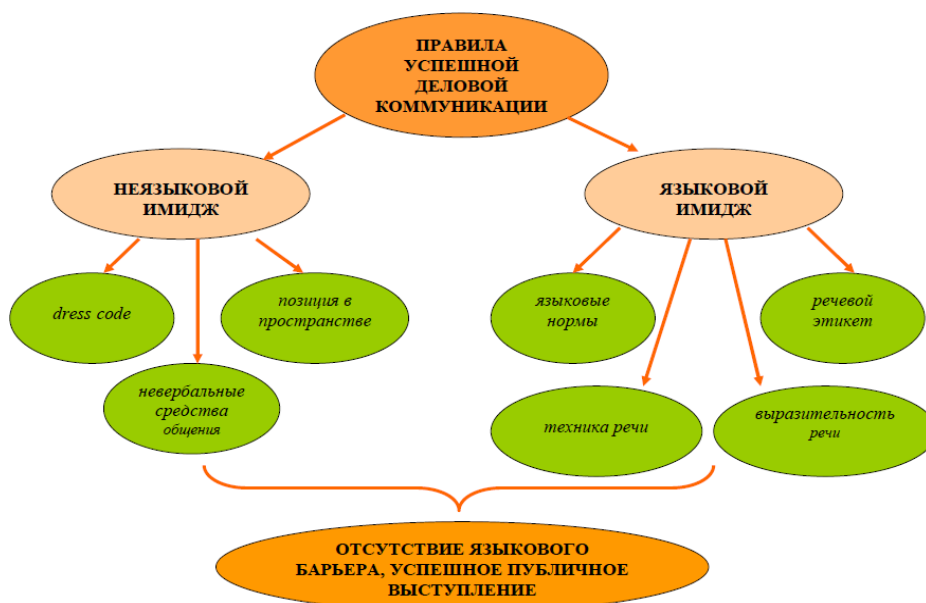 ПРАВИЛА
УСПЕШНОЙ
ДЕЛОВОЙ
КОММУНИКАЦИИ
НЕЯЗЫКОВОЙ
ИМИДЖ
ЯЗЫКОВОЙ
ИМИДЖ
dress code
позиция в
пространстве
языковые
нормы
речевой
этикет
невербальные
средства
общения
техника речи
выразительность
речи
ОТСУТСТВИЕ ЯЗЫКОВОГО
БАРЬЕРА, УСПЕШНОЕ ПУБЛИЧНОЕ
ВЫСТУПЛЕНИЕ